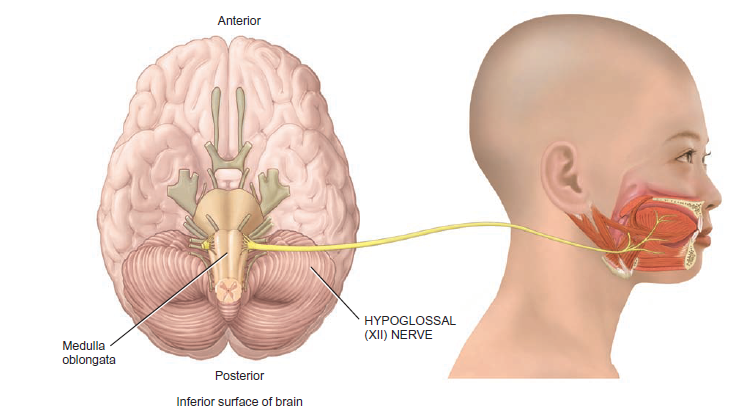 Anterior
HYPOGLOSSAL
(XII) NERVE
Medulla
oblongata
Posterior
Inferior surface of brain